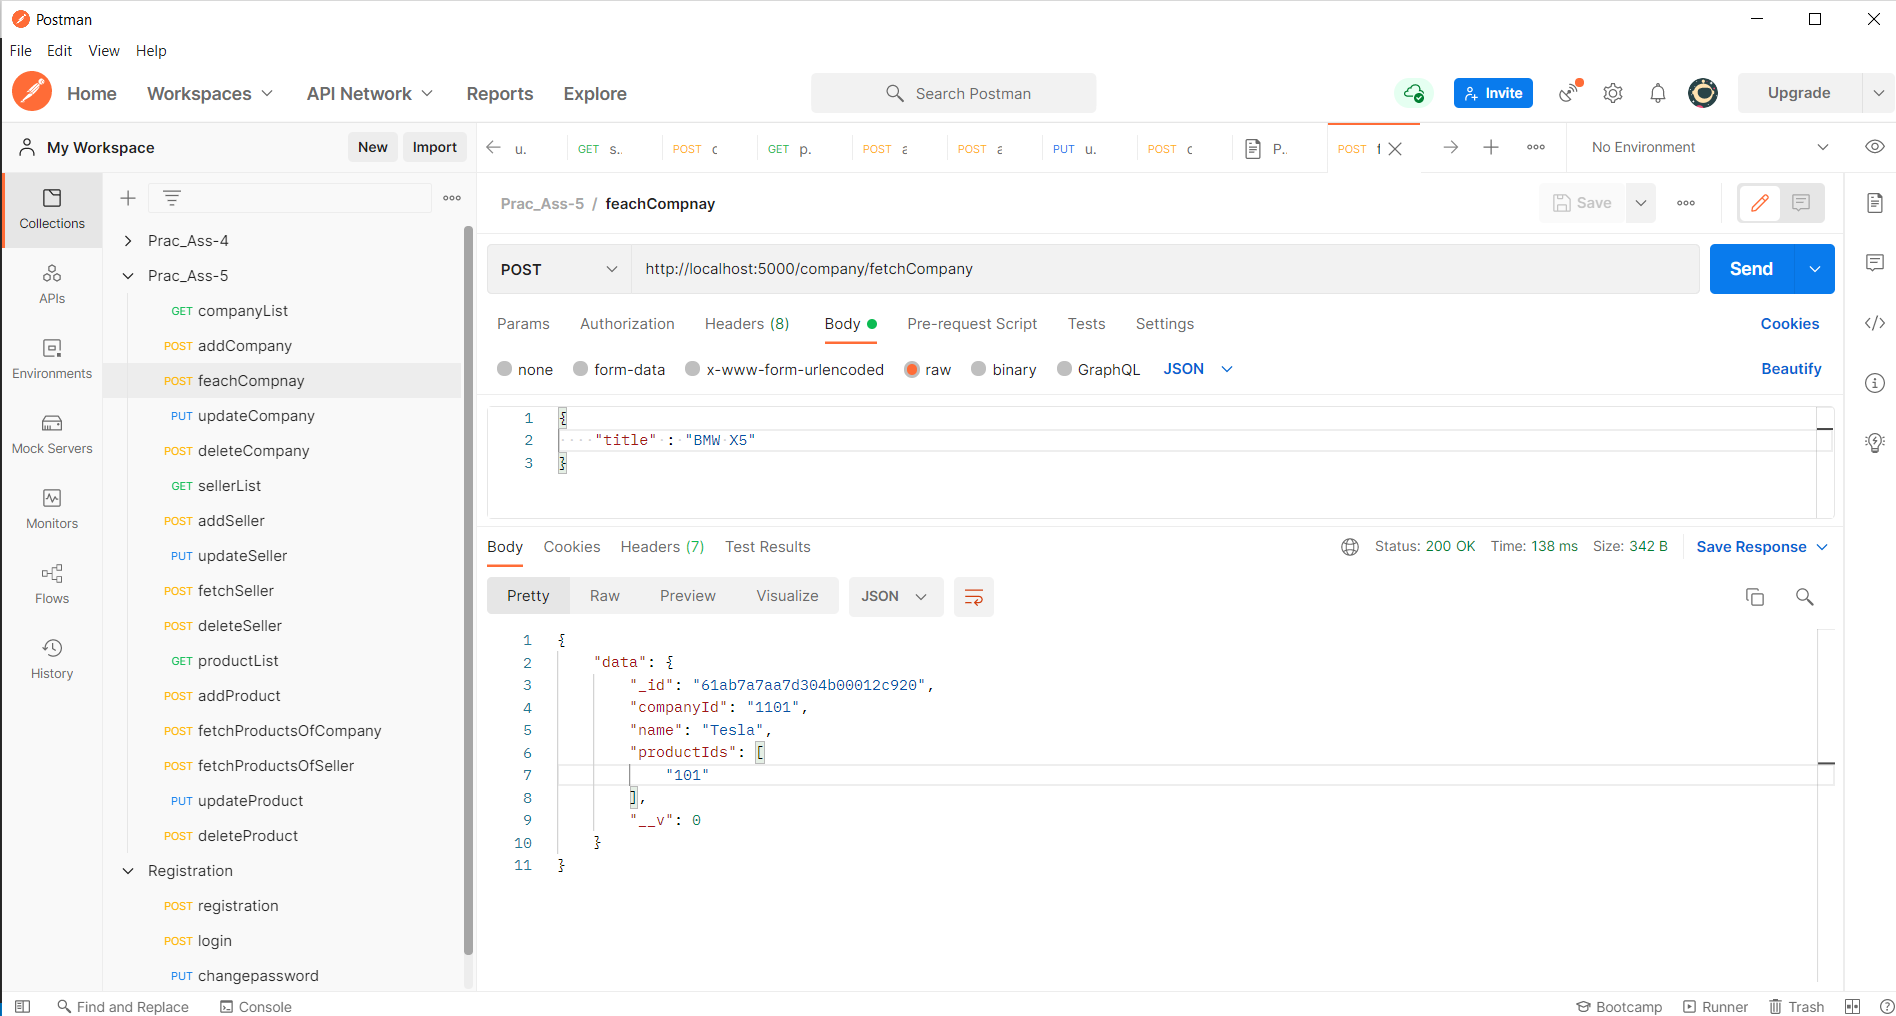 Postman
File Edit View Help
Home Workspaces API Network Reports Explore Search Postman Invite Upgrade
My Workspace New Import
u. GET s.. POST c GET p. POST a POST a PUT u. POST c P.. POST f No Environment
Collections
APIs
Environments
Mock Servers
Monitors
Flows
History
Prac_Ass-4
Prac_Ass-5
GET companyList
POST addCompany
POST feachCompnay
PUT updateCompany
POST deleteCompany
GET sellerList
POST addSeller
PUT updateSeller
POST fetchSeller
POST deleteSeller
GET productList
POST addProduct
POST fetchProductsOfCompany
POST fetchProductsOfSeller
PUT updateProduct
POST deleteProduct
Registration
POST registration
POST login
PUT changepassword
Prac_Ass-5 / feachCompnay Save
POST http://localhost:5000/company/fetchCompany Send
Params Authorization Headers (8) Body Pre-request Script Tests Settings Cookies
none form-data x-www-form-urlencoded raw binary GraphQL JSON Beautify
1 {
2 "title" : "BMW X5"
3 }
Body Cookies Headers (7) Test Results Status: 200 OK Time: 138 ms Size: 342 B Save Response
Pretty Raw Preview Visualize JSON
1 {
2 "data": {
3 "_id": "61ab7a7aa7d304b00012c920",
4 "companyId": "1101",
5 "name": "Tesla",
6 "productIds": [
7 "101"
8 ],
9 "__v": 0
10 }
11 }
Find and Replace Console Bootcamp Runner Trash